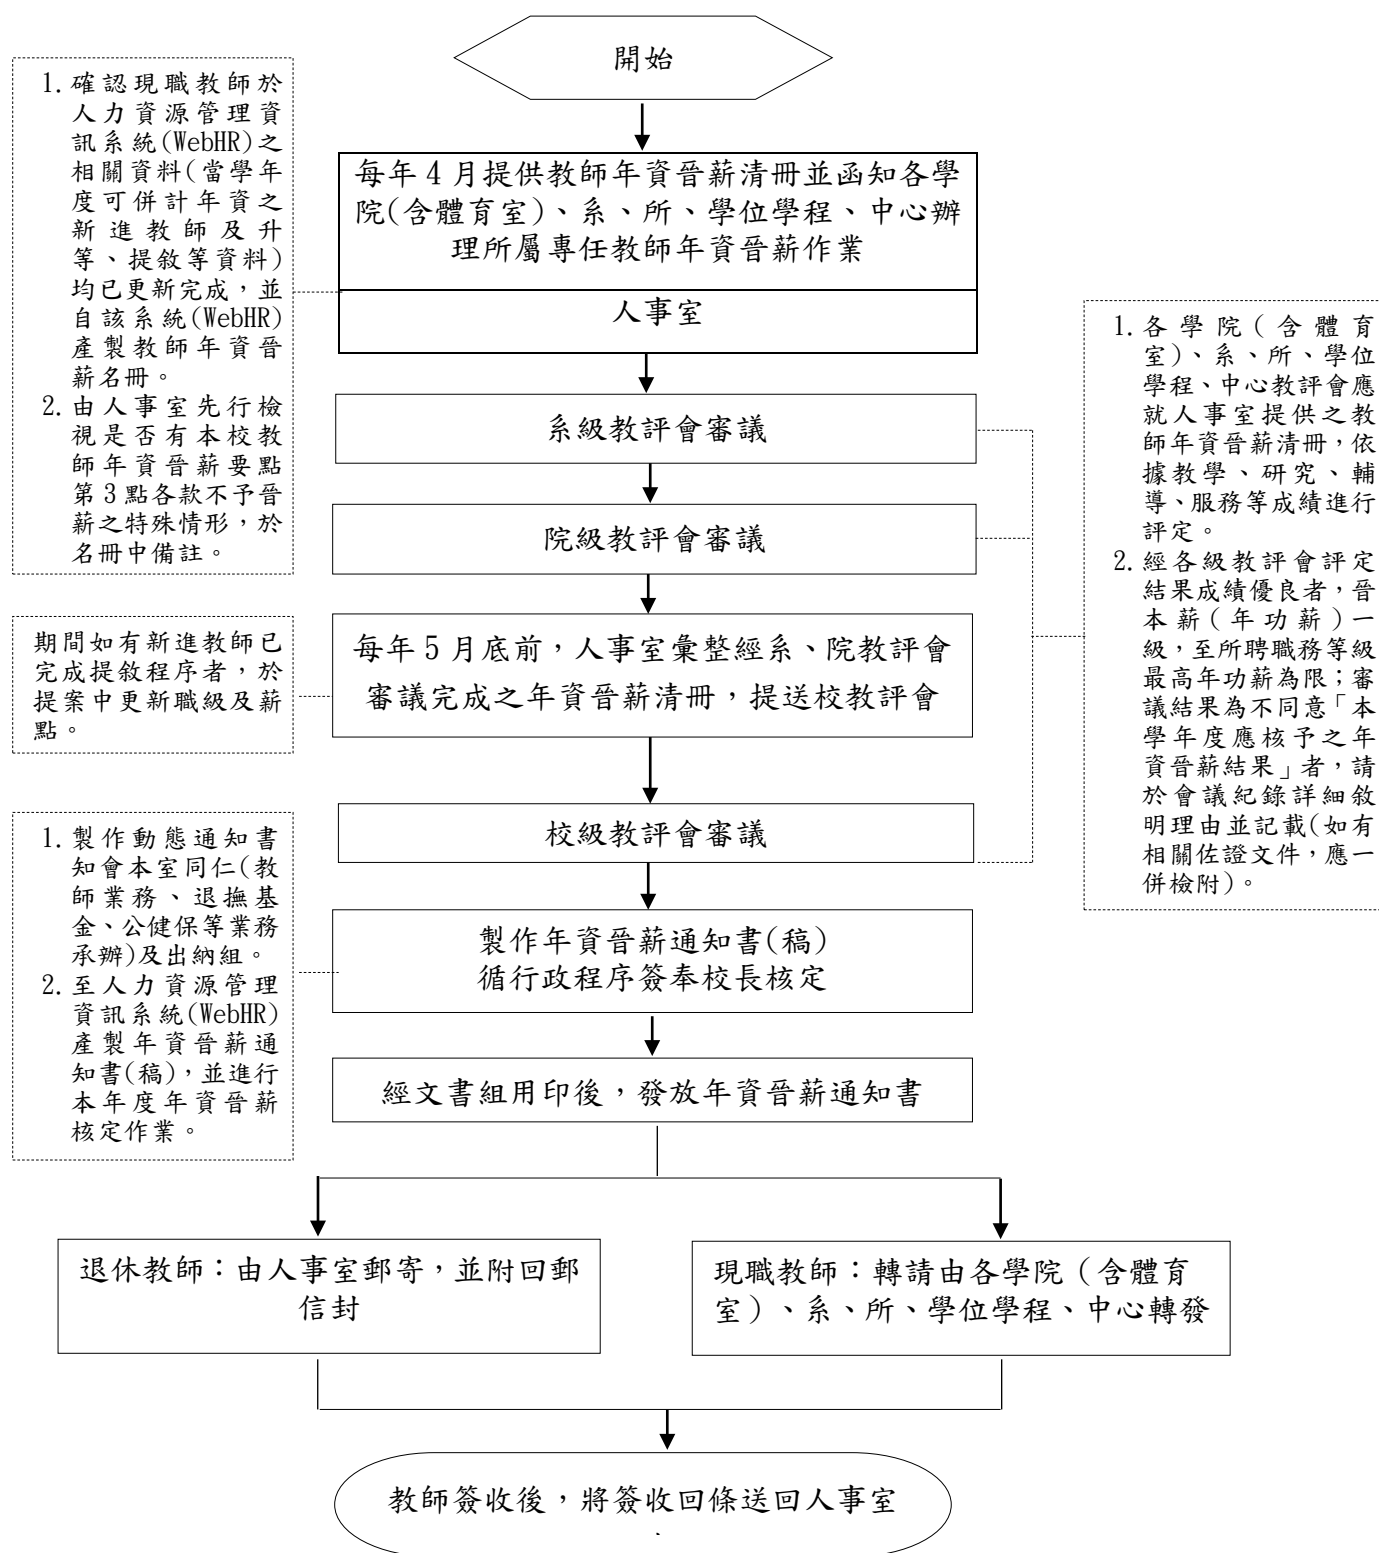 開始
1. 確認現職教師於
人力資源管理資
訊系統(WebHR)之
相關資料(當學年
度可併計年資之
新進教師及升
等、提敘等資料)
均已更新完成，並
自該系統(WebHR)
產製教師年資晉
薪名冊。
2. 由人事室先行檢
視是否有本校教
師年資晉薪要點
第3點各款不予晉
薪之特殊情形，於
名冊中備註。
每年4月提供教師年資晉薪清冊並函知各學
院(含體育室)、系、所、學位學程、中心辦
理所屬專任教師年資晉薪作業
人事室
系級教評會審議
院級教評會審議
1. 各學院（含體育
室）、系、所、學位
學程、中心教評會應
就人事室提供之教
師年資晉薪清冊，依
據教學、研究、輔
導、服務等成績進行
評定。
2. 經各級教評會評定
結果成績優良者，晉
本薪（年功薪）一
級，至所聘職務等級
最高年功薪為限；審
議結果為不同意「本
學年度應核予之年
資晉薪結果」者，請
於會議紀錄詳細敘
明理由並記載(如有
相關佐證文件，應一
併檢附)。
期間如有新進教師已
完成提敘程序者，於
提案中更新職級及薪
點。
每年5月底前，人事室彙整經系、院教評會
審議完成之年資晉薪清冊，提送校教評會
校級教評會審議
1. 製作動態通知書
知會本室同仁(教
師業務、退撫基
金、公健保等業務
承辦)及出納組。
2. 至人力資源管理
資訊系統(WebHR)
產製年資晉薪通
知書(稿)，並進行
本年度年資晉薪
核定作業。
製作年資晉薪通知書(稿)
循行政程序簽奉校長核定
經文書組用印後，發放年資晉薪通知書
退休教師：由人事室郵寄，並附回郵
信封
現職教師：轉請由各學院（含體育
室）、系、所、學位學程、中心轉發
教師簽收後，將簽收回條送回人事室